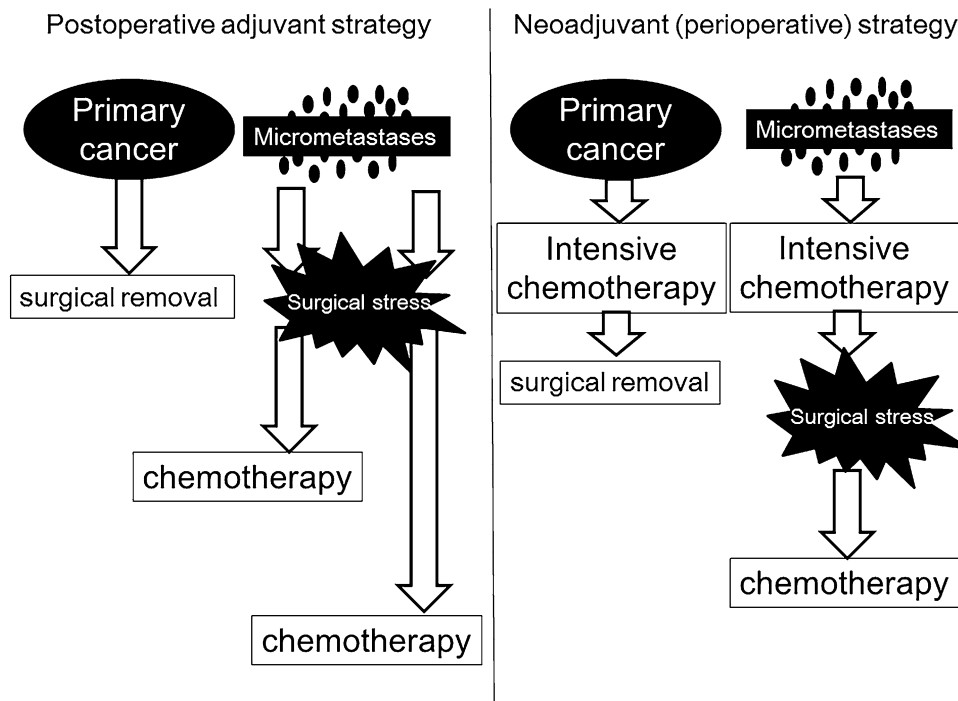 Postoperative adjuvant strategy
Primary
cancer
Micrometastases
surgical removal
Surgical stress
chemotherapy
chemotherapy
Neoadjuvant (perioperative) strategy
Primary
cancer
Micrometastases
Intensive
chemotherapy
Intensive
chemotherapy
surgical removal
Surgical stress
chemotherapy